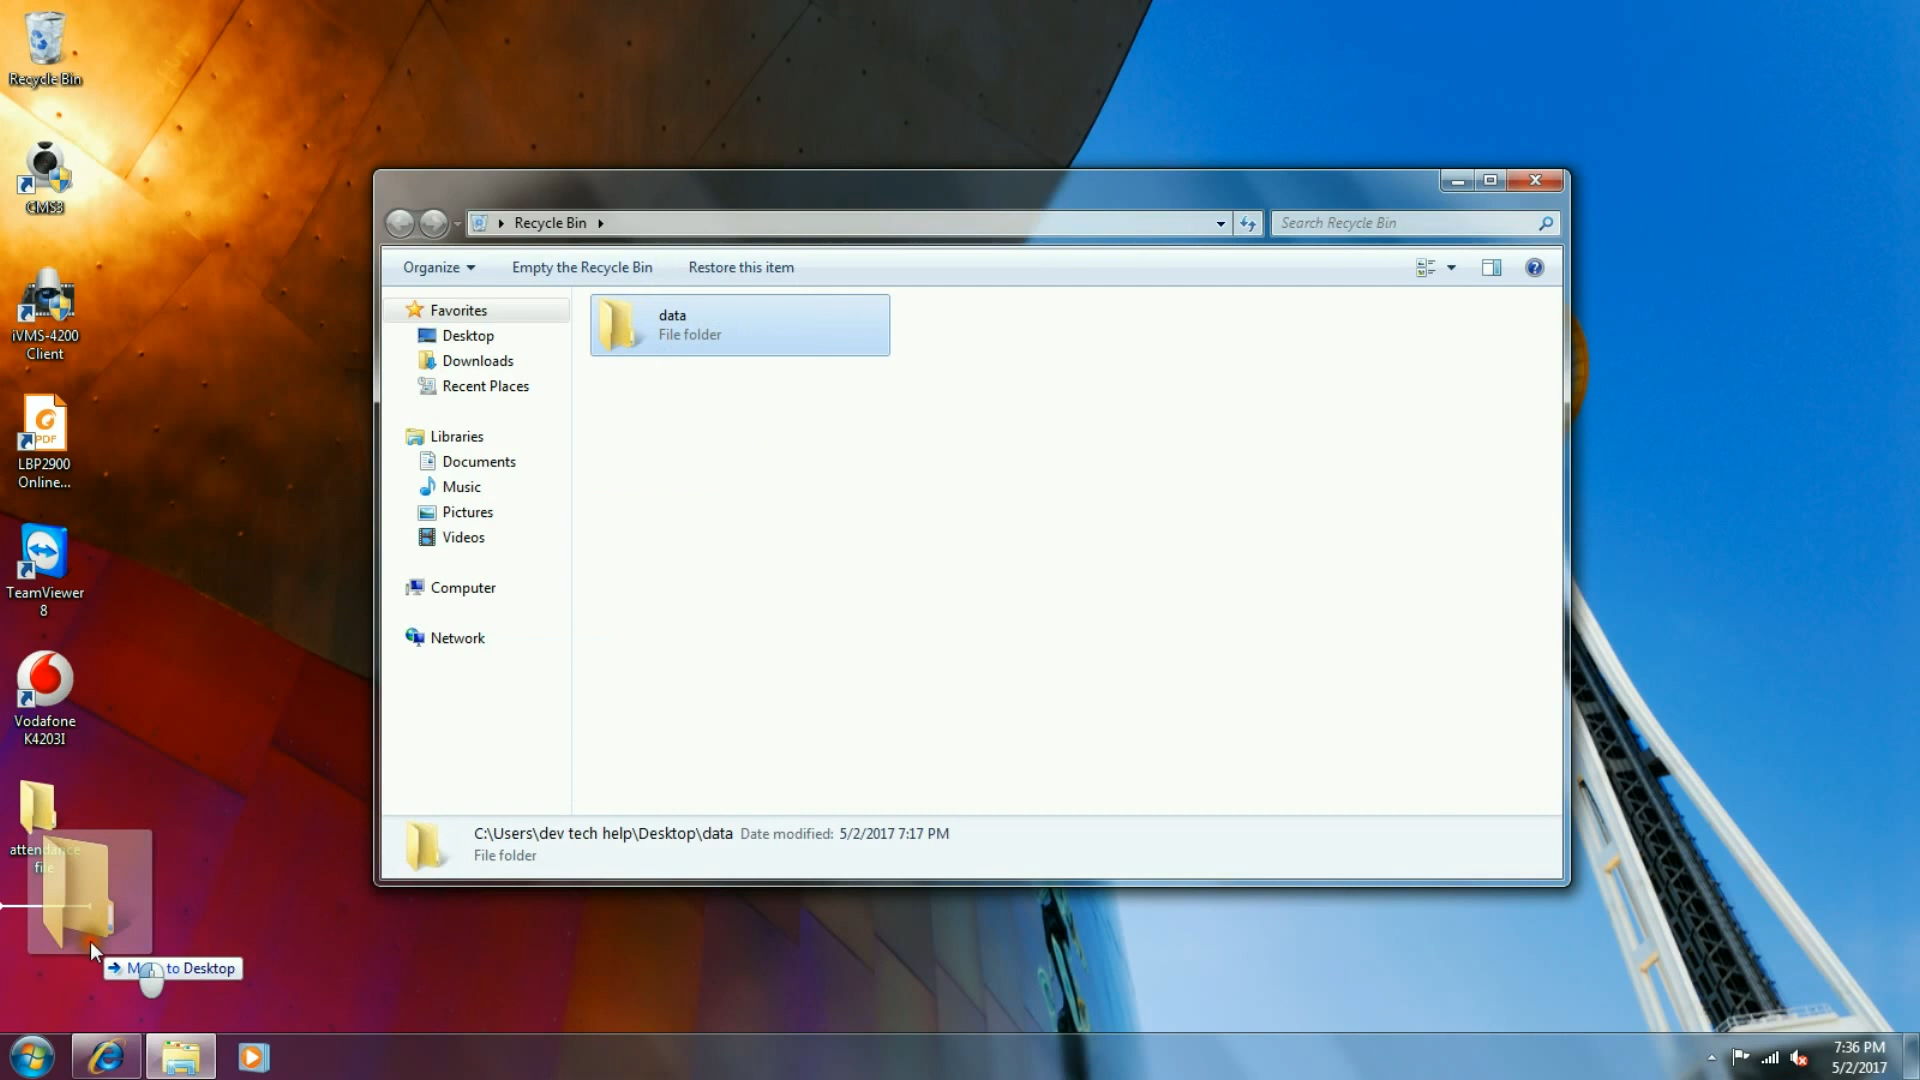 Recycle Bin
CMS3
iVMS-4200
Client
PDF
LBP2900
Online...
TeamViewer
8
Vodafone
K4203I
attendance
file
to Desktop
Recycle Bin
Search Recycle Bin
Organize
Empty the Recycle Bin
Restore this item
Favorites
Desktop
Downloads
Recent Places
Libraries
Documents
Music
Pictures
Videos
Computer
Network
data
File folder
C:\Users\dev tech help\Desktop\data Date modified: 5/2/2017 7:17 PM
File folder
7:36 PM
5/2/2017